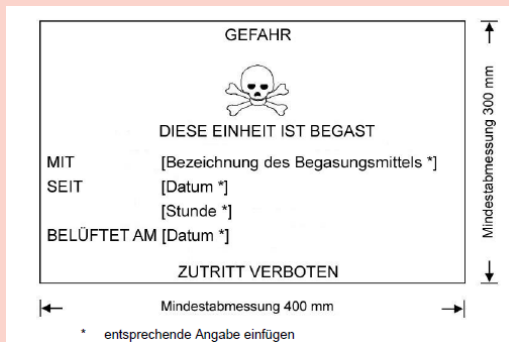 GEFAHR
DIESE EINHEIT IST BEGAST
MIT [Bezeichnung des Begasungsmittels *]
SEIT [Datum *]
[Stunde *]
BELÜFTET AM [Datum *]
ZUTRITT VERBOTEN
Mindestabmessung 300 mm
Mindestabmessung 400 mm
* entsprechende Angabe einfügen